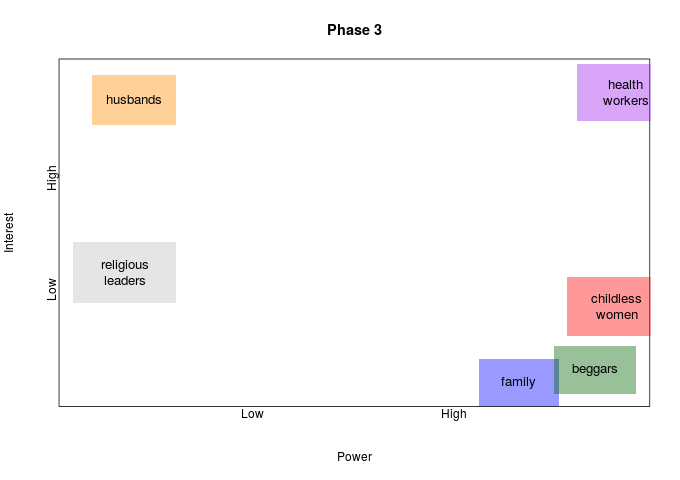 Phase 3
husbands
health
workers
High
Interest
religious
leaders
Low
childless
women
beggars
family
Low
High
Power